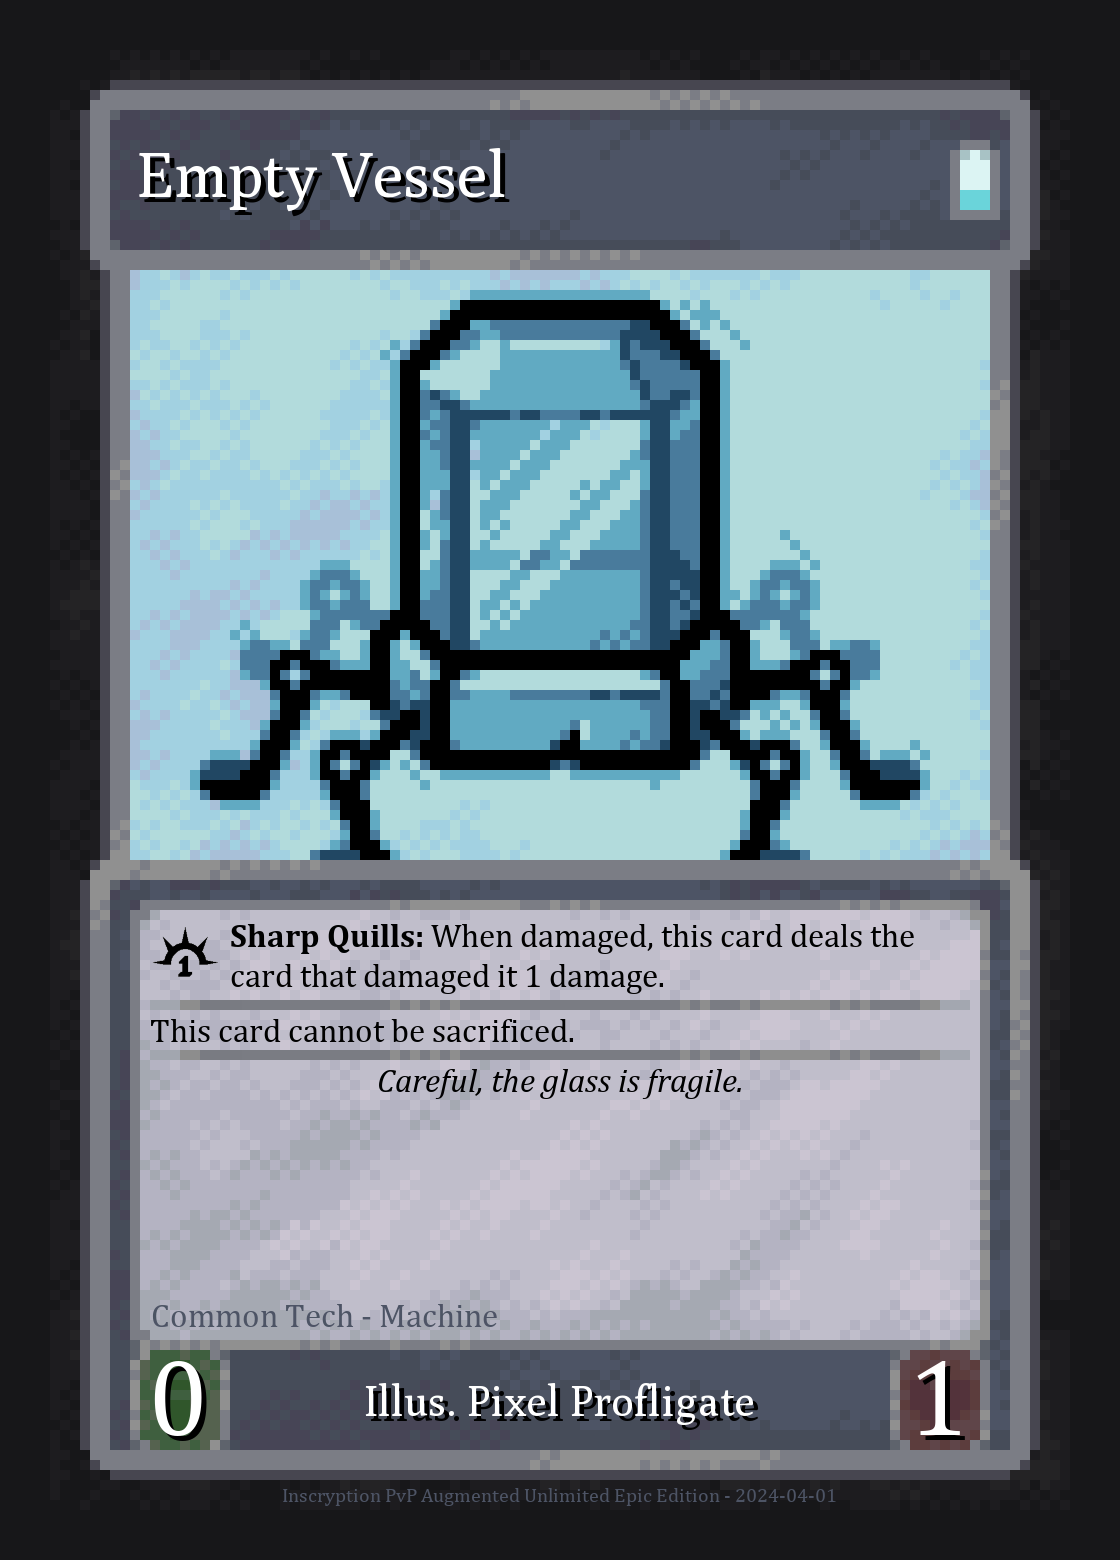 Empty Vessel
1
Sharp Quills: When damaged, this card deals the
card that damaged it 1 damage.
This card cannot be sacrificed.
Careful, the glass is fragile.
Common Tech - Machine
0
Illus. Pixel Profligate
1
Inscryption PvP Augmented Unlimited Epic Edition - 2024-04-01